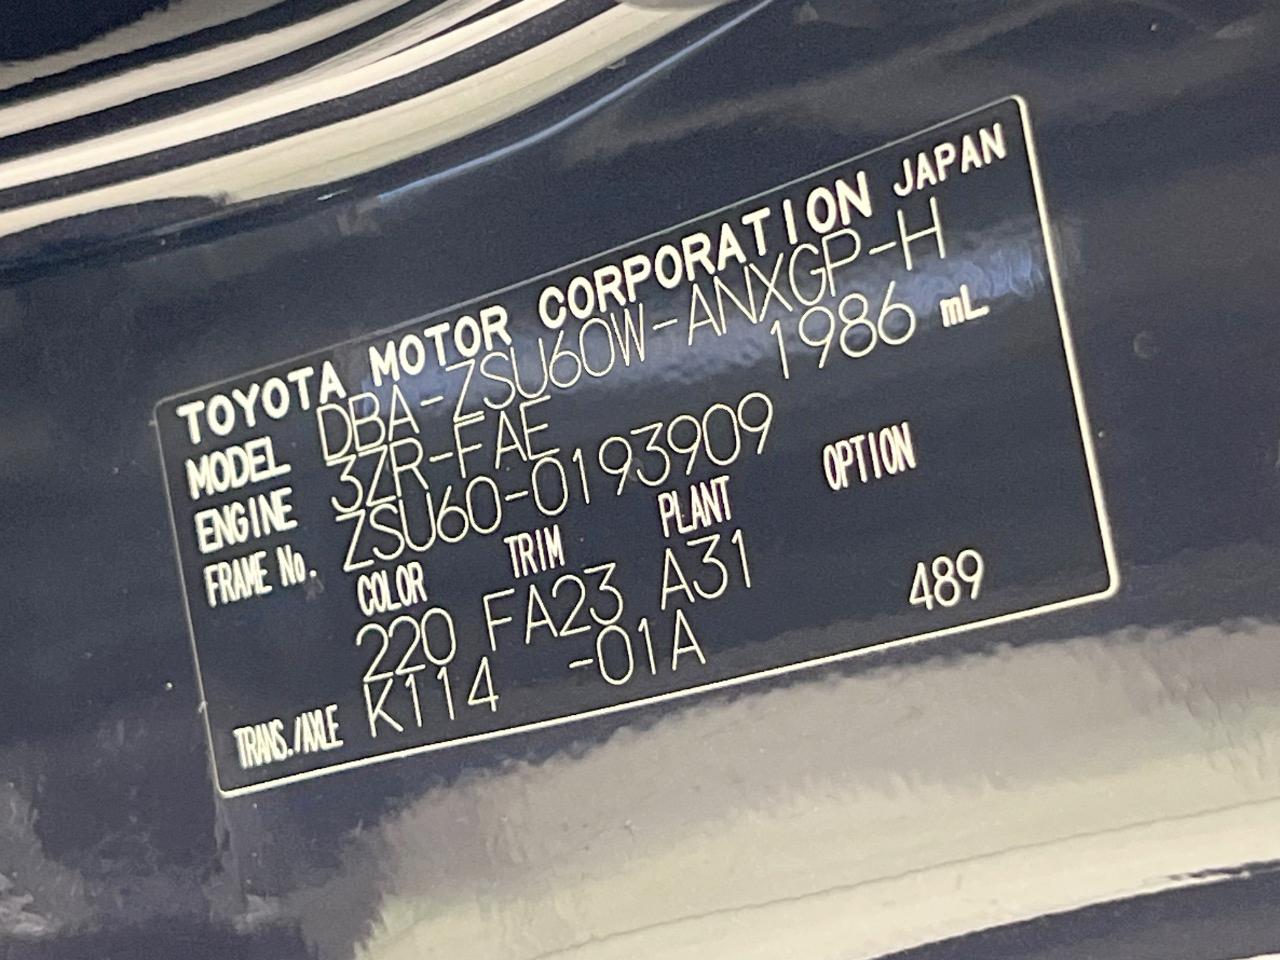 TOYOTA MOTOR CORPORATION JAPAN
MODEL DBA-ZSU60W-ANXGP-H
ENGINE 3ZR-FAE 1986 mL
FRAME No. ZSU60-0193909
COLOR TRIM PLANT OPTION
220 FA23 A31 489
TRANS./AXLE K114 -01A